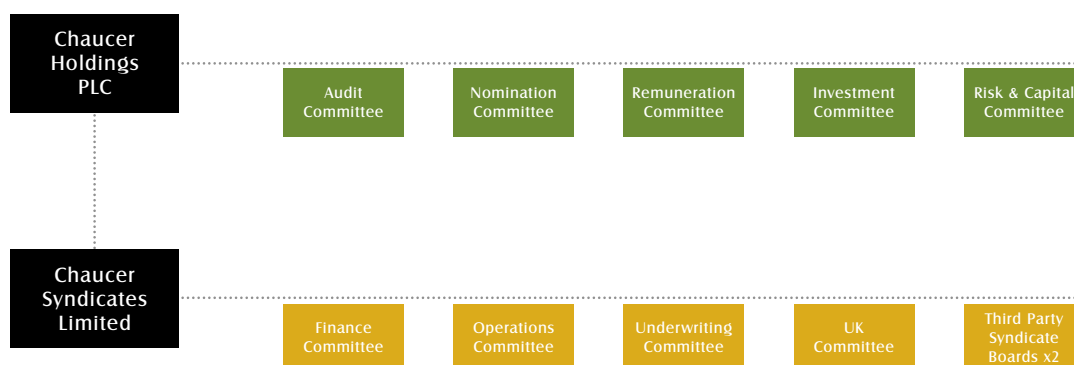 Chaucer
Holdings
PLC
Audit
Committee
Nomination
Committee
Remuneration
Committee
Investment
Committee
Risk & Capital
Committee
Chaucer
Syndicates
Limited
Finance
Committee
Operations
Committee
Underwriting
Committee
UK
Committee
Third Party
Syndicate
Boards x2